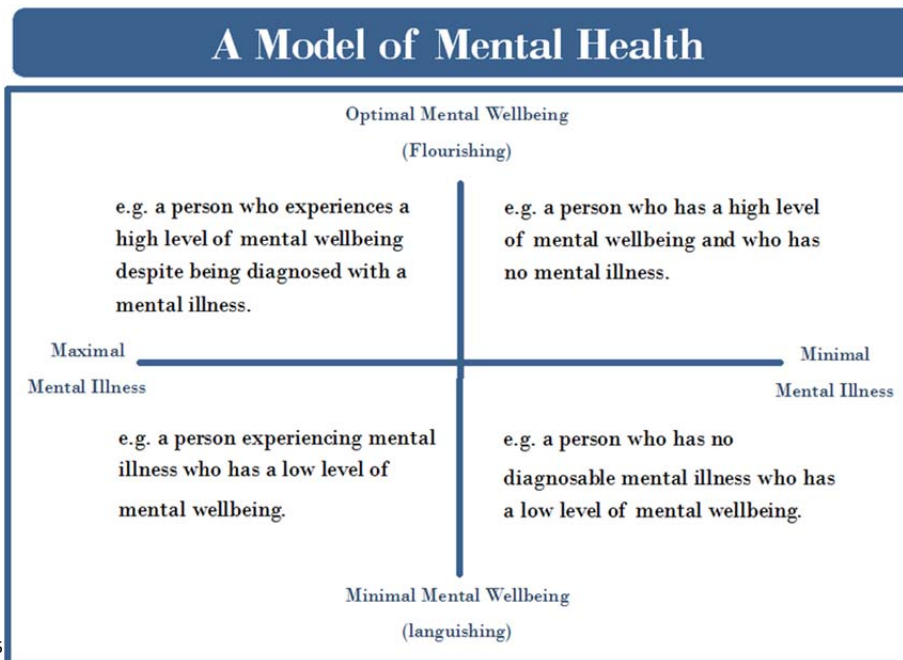 A Model of Mental Health
Optimal Mental Wellbeing
(Flourishing)
e.g. a person who experiences a
high level of mental wellbeing
despite being diagnosed with a
mental illness.
e.g. a person who has a high level
of mental wellbeing and who has
no mental illness.
Maximal
Mental Illness
Minimal
Mental Illness
e.g. a person experiencing mental
illness who has a low level of
mental wellbeing.
e.g. a person who has no
diagnosable mental illness who has
a low level of mental wellbeing.
Minimal Mental Wellbeing
(languishing)